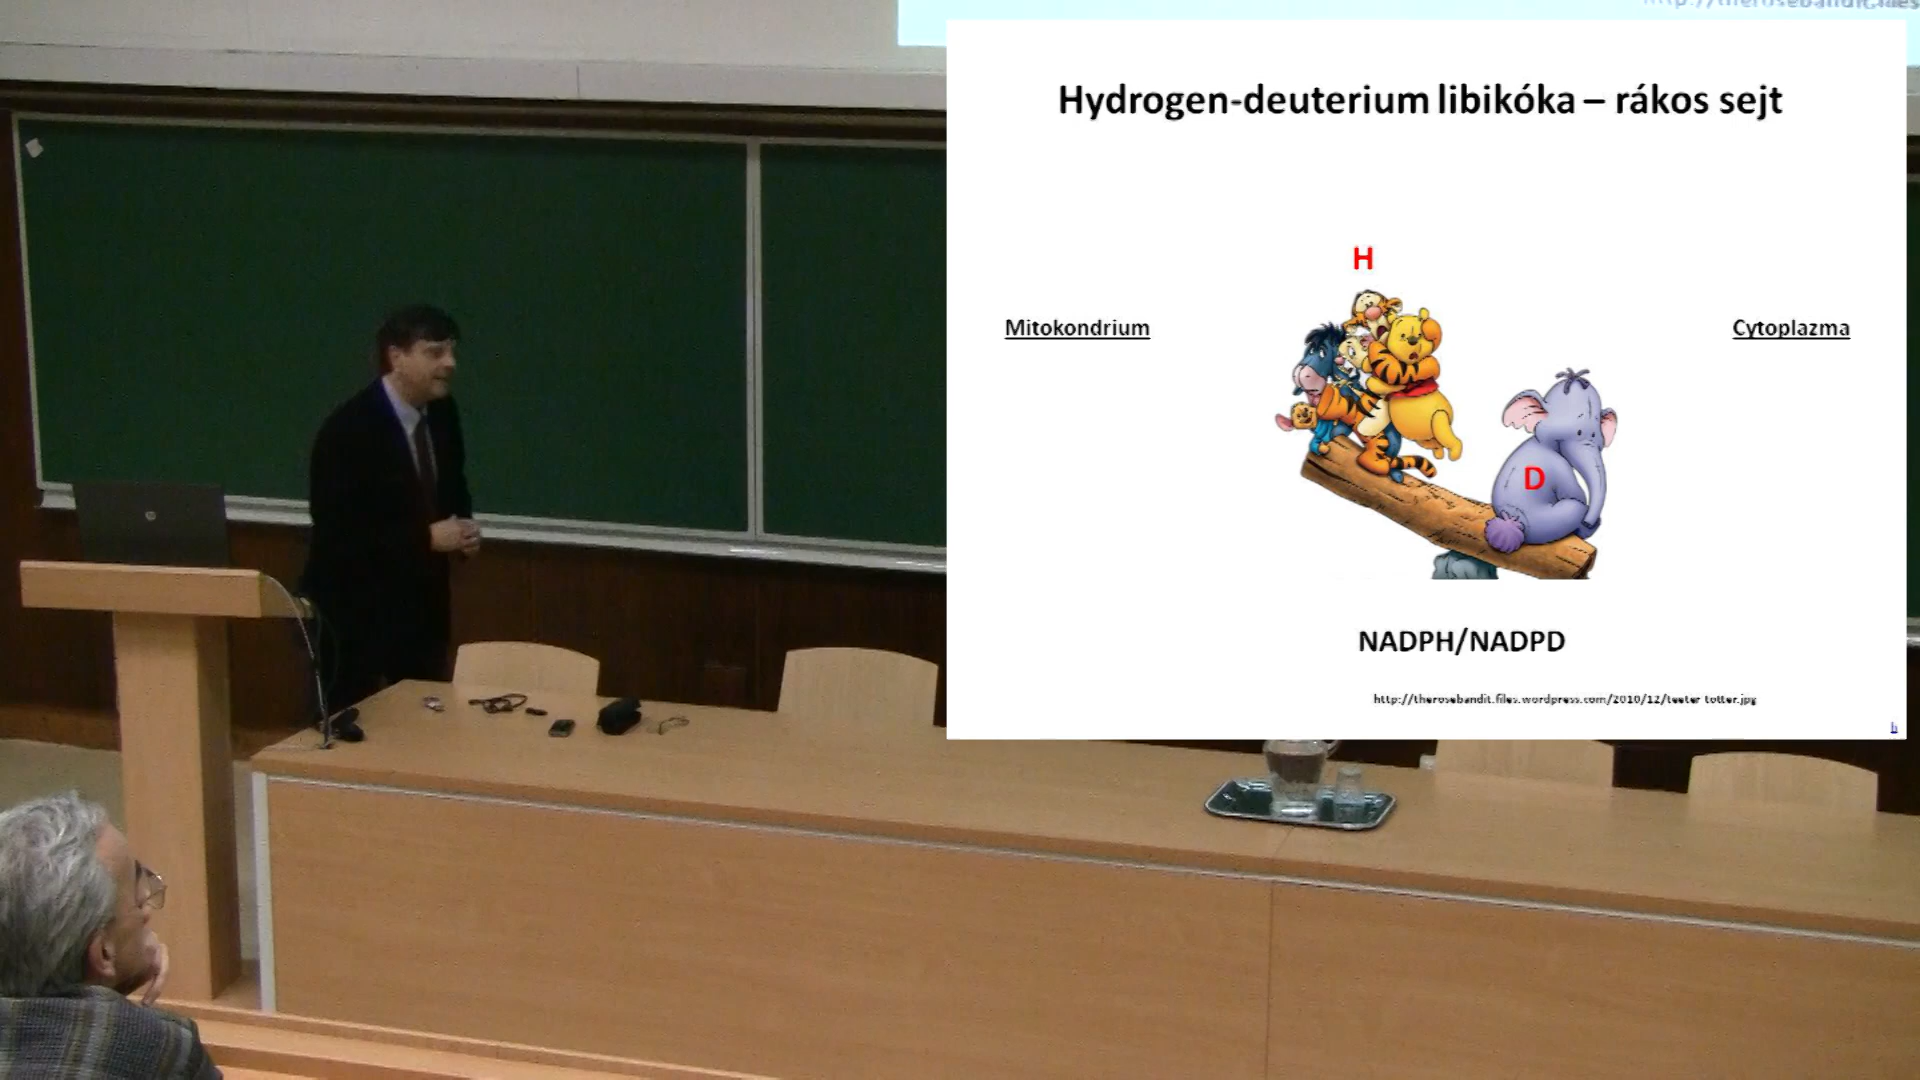 Hydrogen-deuterium libikóka – rákos sejt
H
Mitokondrium
Cytoplazma
D
NADPH/NADPD
http://therosebandit.files.wordpress.com/2010/12/teeter-totter.jpg
h